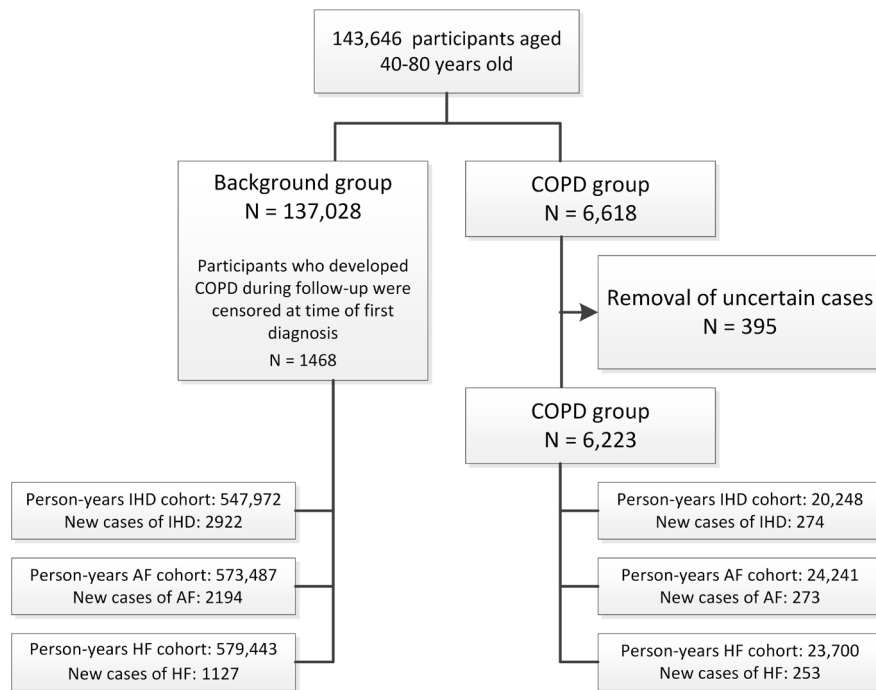 143,646 participants aged
40-80 years old
Background group
N = 137,028
Participants who developed
COPD during follow-up were
censored at time of first
diagnosis
N = 1468
COPD group
N = 6,618
Removal of uncertain cases
N = 395
COPD group
N = 6,223
Person-years IHD cohort: 547,972
New cases of IHD: 2922
Person-years AF cohort: 573,487
New cases of AF: 2194
Person-years HF cohort: 579,443
New cases of HF: 1127
Person-years IHD cohort: 20,248
New cases of IHD: 274
Person-years AF cohort: 24,241
New cases of AF: 273
Person-years HF cohort: 23,700
New cases of HF: 253